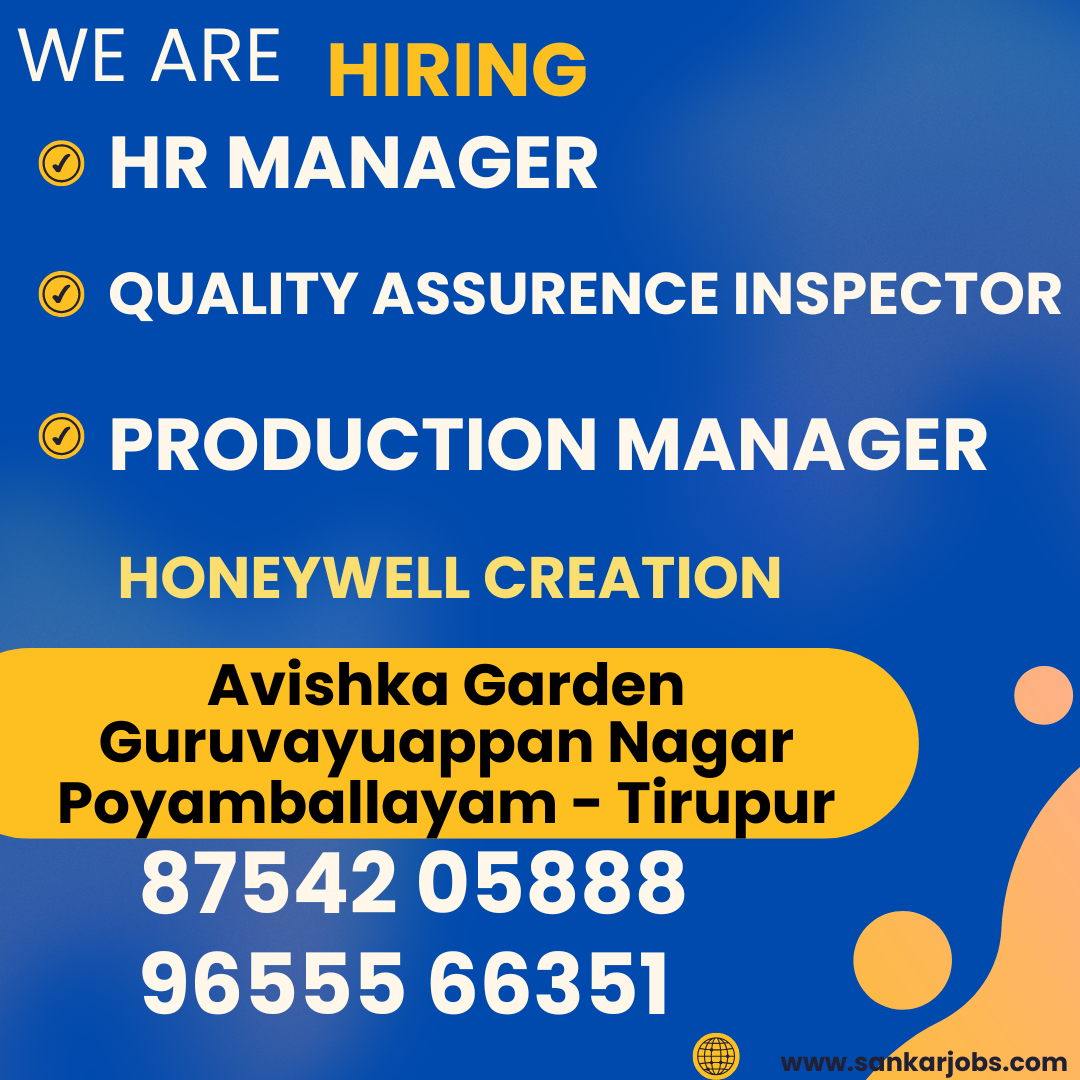 WE ARE HIRING
HR MANAGER
QUALITY ASSURENCE INSPECTOR
PRODUCTION MANAGER
HONEYWELL CREATION
Avishka Garden
Guruvayuappan Nagar
Poyamballayam - Tirupur
87542 05888
96555 66351
www.sankarjobs.com